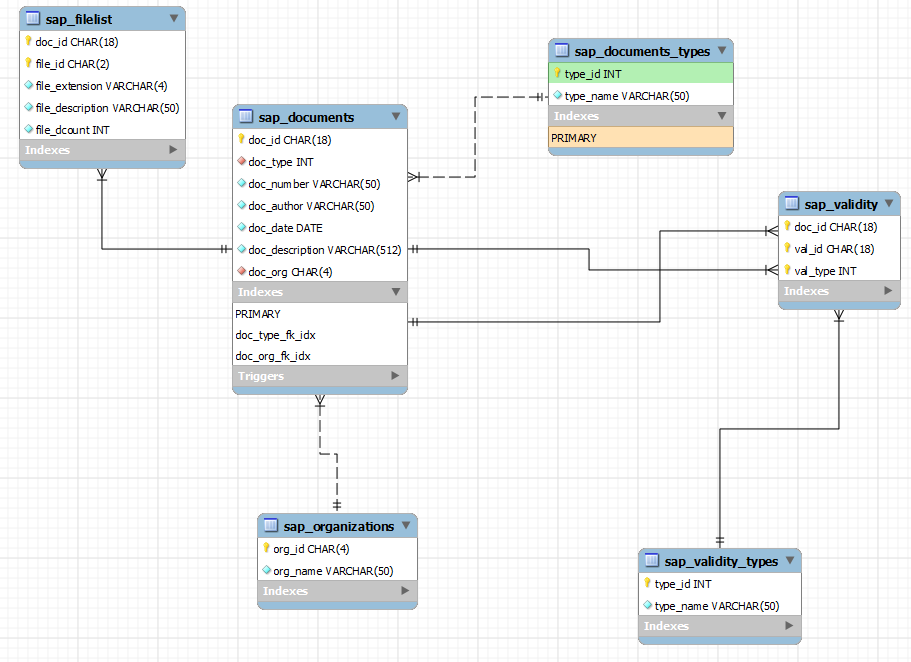 sap_filelist
doc_id CHAR(18)
file_id CHAR(2)
file_extension VARCHAR(4)
file_description VARCHAR(50)
file_dcount INT
Indexes
sap_documents
doc_id CHAR(18)
doc_type INT
doc_number VARCHAR(50)
doc_author VARCHAR(50)
doc_date DATE
doc_description VARCHAR(512)
doc_org CHAR(4)
Indexes
PRIMARY
doc_type_fk_idx
doc_org_fk_idx
Triggers
sap_documents_types
type_id INT
type_name VARCHAR(50)
Indexes
PRIMARY
sap_validity
doc_id CHAR(18)
val_id CHAR(18)
val_type INT
Indexes
sap_organizations
org_id CHAR(4)
org_name VARCHAR(50)
Indexes
sap_validity_types
type_id INT
type_name VARCHAR(50)
Indexes